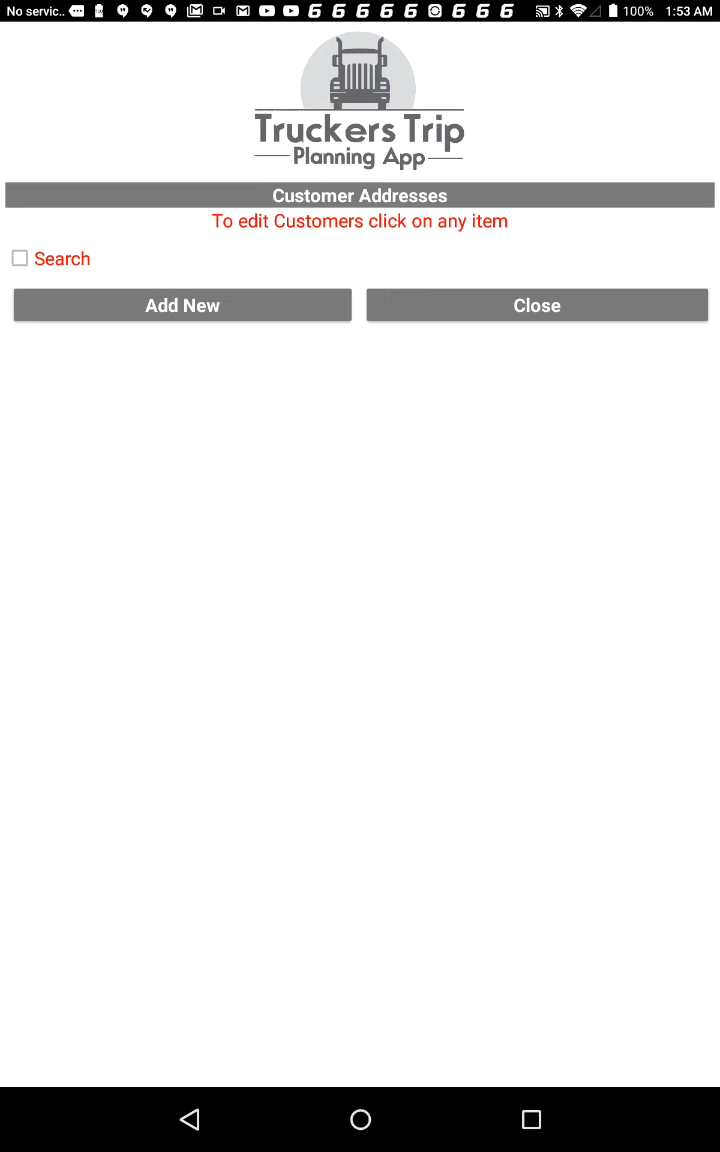 No servic.. 100% 1:53 AM
Truckers Trip
Planning App
Customer Addresses
To edit Customers click on any item
Search
Add New Close